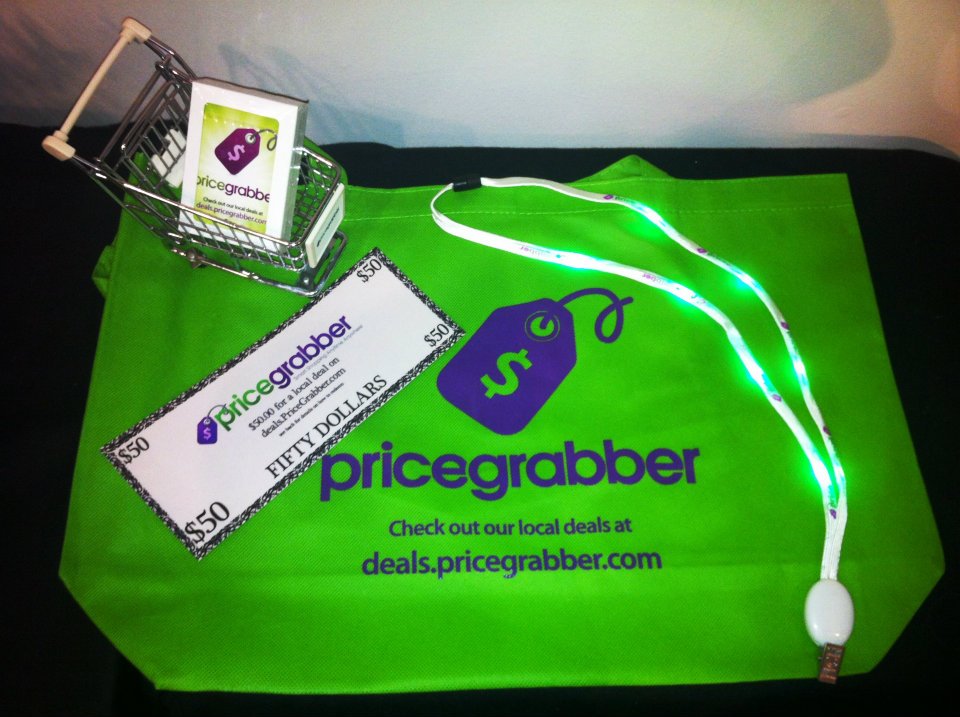 $
pricegrabber
Check out our local deals at
deals.pricegrabber.com
$50
$50
pricegrabber
$50.00 for a local deal on
deals.PriceGrabber.com
FIFTY DOLLARS
$50
$50
$
$
pricegrabber
Check out our local deals at
deals.pricegrabber.com